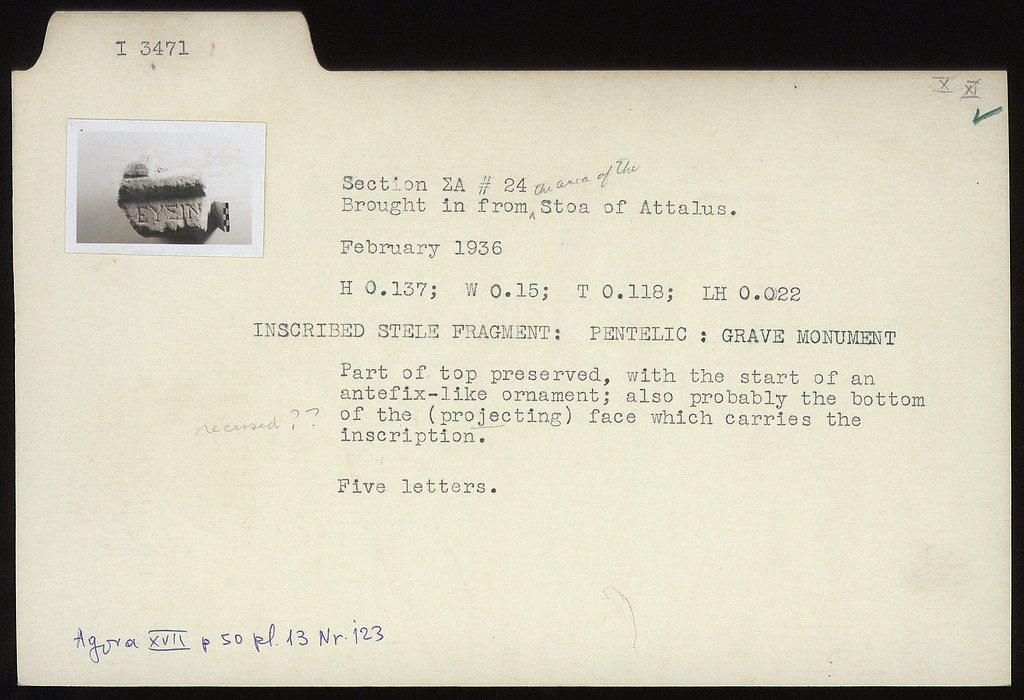 I 3471
X XI
ΕΥΣΙΝ
Section ΣΑ # 24
the area of the
Brought in from Stoa of Attalus.
February 1936
H 0.137; W 0.15; T 0.118; LH 0.022
INSCRIBED STELE FRAGMENT: PENTELIC : GRAVE MONUMENT
Part of top preserved, with the start of an
antefix-like ornament; also probably the bottom
recessed ?? of the (projecting) face which carries the
inscription.
Five letters.
Agora XVII p 50 pl. 13 Nr. 123